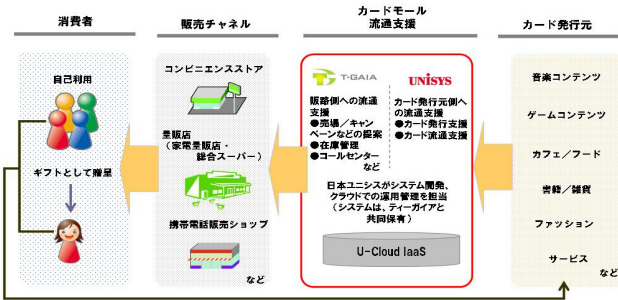 消費者
販売チャネル
カードモール
流通支援
カード発行元
自己利用
ギフトとして贈呈
コンビニエンスストア
量販店
（家電量販店・
総合スーパー）
携帯電話販売ショップ
など
T-GAIA
販路側への流通
支援
●売場／キャン
ペーンなどの提案
●在庫管理
●コールセンター
など
UNISYS
カード発行元側へ
の流通支援
●カード発行支援
●カード流通支援
日本ユニシスがシステム開発、
クラウドでの運用管理を担当
（システムは、ティーガイアと
共同保有）
U-Cloud IaaS
音楽コンテンツ
ゲームコンテンツ
カフェ／フード
書籍／雑貨
ファッション
サービス
など